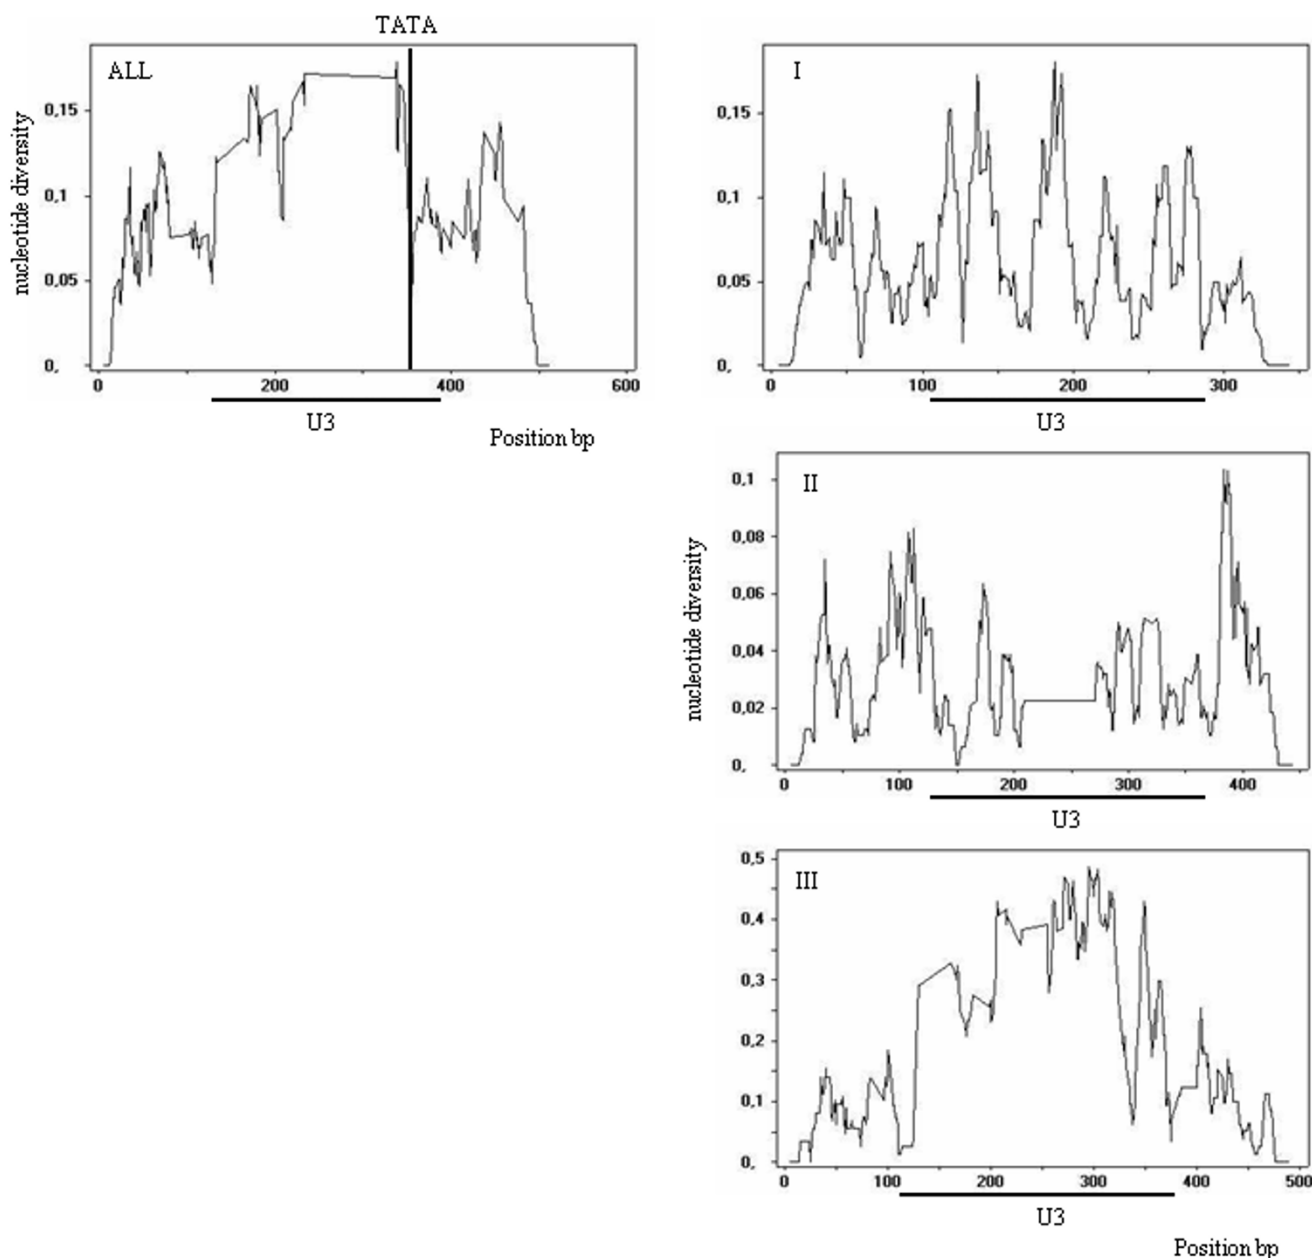 TATA
ALL
nucleotide diversity
0,15
0,1
0,05
0,
0 200 400 600
U3
Position bp
I
0,15
0,1
0,05
0,
0 100 200 300
U3
II
nucleotide diversity
0,1
0,08
0,06
0,04
0,02
0,
0 100 200 300 400
U3
III
0,5
0,4
0,3
0,2
0,1
0,
0 100 200 300 400 500
U3
Position bp